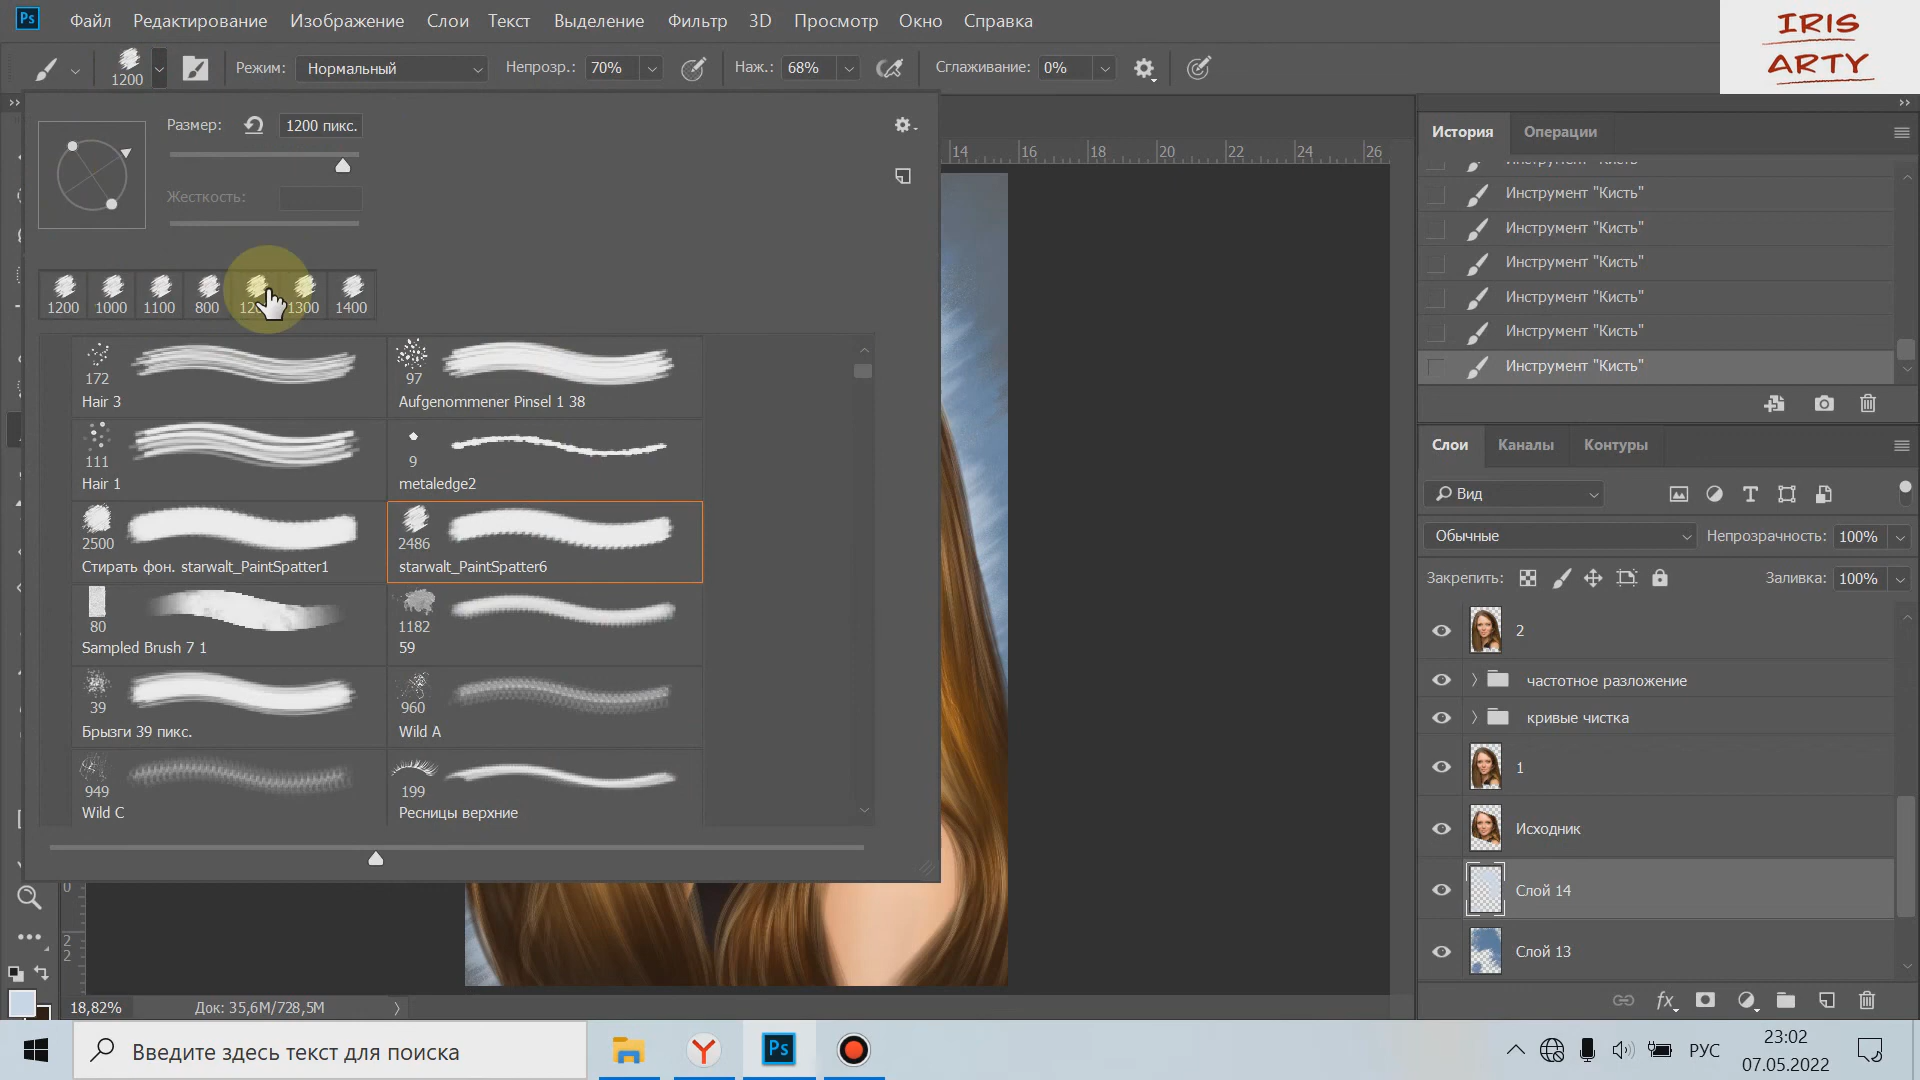 Ps Файл Редактирование Изображение Слои Текст Выделение Фильтр 3D Просмотр Окно Справка
IRIS
ARTY
1200 Режим: Нормальный Непрозр.: 70% Наж.: 68% Сглаживание: 0%
Размер: 1200 пикс.
Жесткость:
1200 1000 1100 800 1300 1400
172
Hair 3
97
Aufgenommener Pinsel 1 38
111
Hair 1
9
metaledge2
2500
Стирать фон. starwalt_PaintSpatter1
2486
starwalt_PaintSpatter6
80
Sampled Brush 7 1
1182
59
39
Брызги 39 пикс.
960
Wild A
949
Wild C
199
Ресницы верхние
14 16 18 20 22 24 26
0
2
2
18,82% Док: 35,6M/728,5M
История Операции
Инструмент "Кисть"
Инструмент "Кисть"
Инструмент "Кисть"
Инструмент "Кисть"
Инструмент "Кисть"
Инструмент "Кисть"
Слои Каналы Контуры
Вид
Обычные Непрозрачность: 100%
Закрепить: Заливка: 100%
2
частотное разложение
кривые чистка
1
Исходник
Слой 14
Слой 13
fx
Введите здесь текст для поиска
Ps
РУС
23:02
07.05.2022